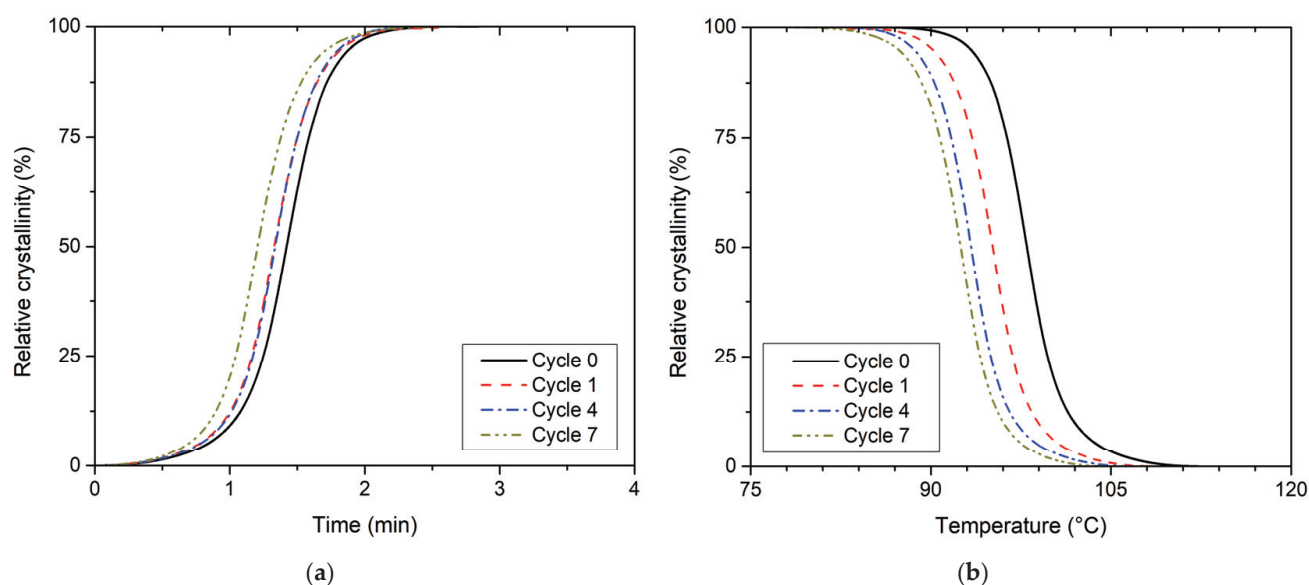 100
75
50
25
0
Relative crystallinity (%)
0
1
2
3
4
Time (min)
Cycle 0
Cycle 1
Cycle 4
Cycle 7
(a)
100
75
50
25
0
Relative crystallinity (%)
75
90
105
120
Temperature (°C)
Cycle 0
Cycle 1
Cycle 4
Cycle 7
(b)